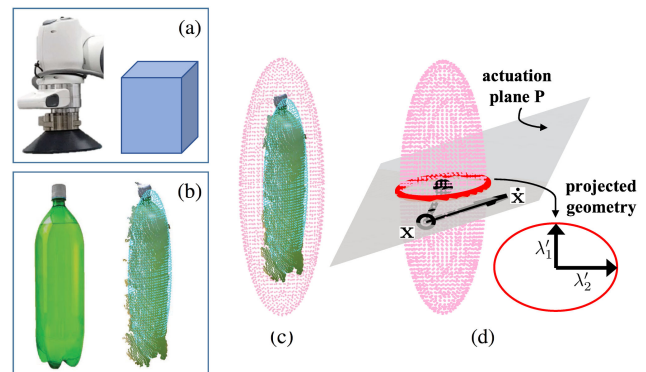 (a)
(b)
(c)
(d)
actuation
plane P
ẋ
x
projected
geometry
λ′₁
λ′₂